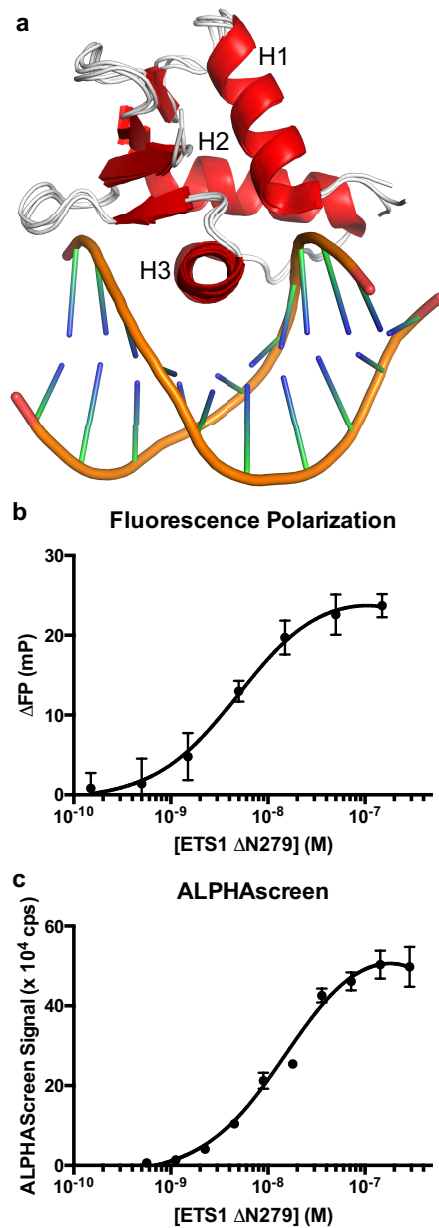 a
H1
H2
H3
b
Fluorescence Polarization
30
20
10
0
ΔFP (mP)
10⁻¹⁰ 10⁻⁹ 10⁻⁸ 10⁻⁷
[ETS1 ΔN279] (M)
c
ALPHAscreen
60
40
20
0
ALPHAScreen Signal (x 10⁴ cps)
10⁻¹⁰ 10⁻⁹ 10⁻⁸ 10⁻⁷
[ETS1 ΔN279] (M)